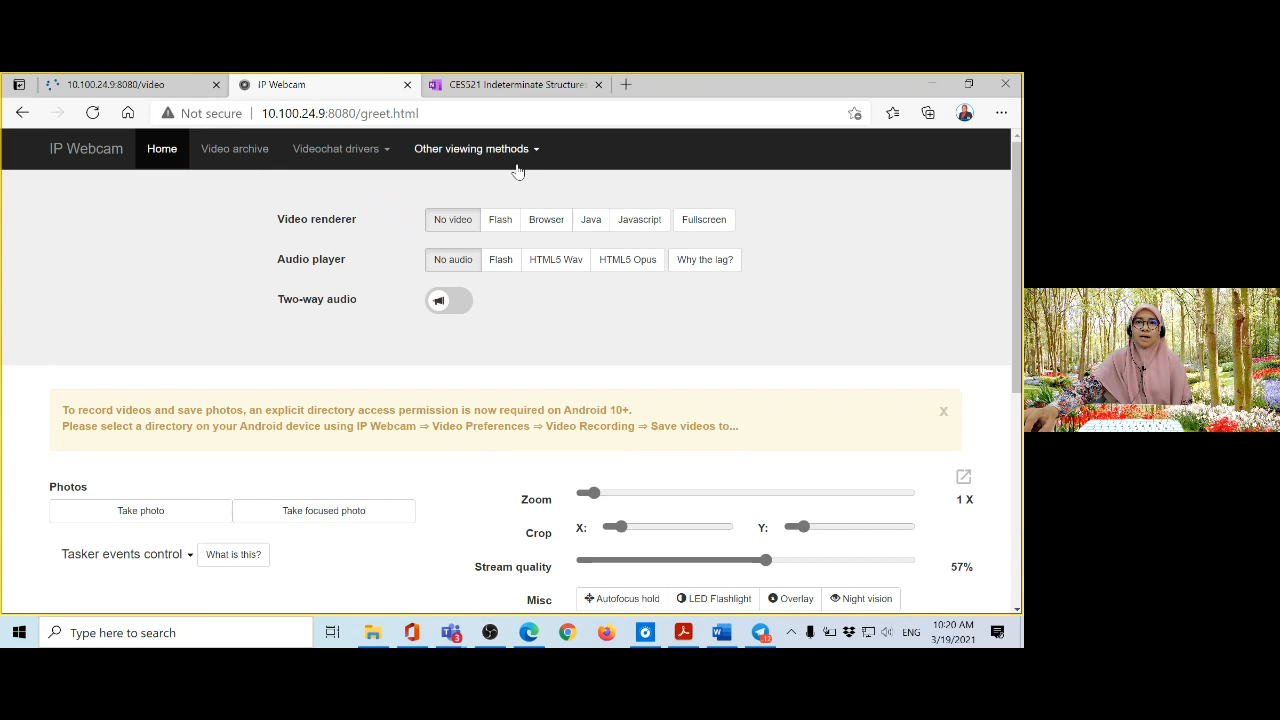 10.100.24.9:8080/video
IP Webcam
CES521 Indeterminate Structures
Not secure
10.100.24.9:8080/greet.html
IP Webcam
Home
Video archive
Videochat drivers
Other viewing methods
Video renderer
No video
Flash
Browser
Java
Javascript
Fullscreen
Audio player
No audio
Flash
HTML5 Wav
HTML5 Opus
Why the lag?
Two-way audio
To record videos and save photos, an explicit directory access permission is now required on Android 10+.
Please select a directory on your Android device using IP Webcam ⇒ Video Preferences ⇒ Video Recording ⇒ Save videos to...
x
Photos
Take photo
Take focused photo
Tasker events control
What is this?
Zoom
1 X
Crop
X:
Y:
Stream quality
57%
Misc
Autofocus hold
LED Flashlight
Overlay
Night vision
Type here to search
3
12
ENG
10:20 AM
3/19/2021